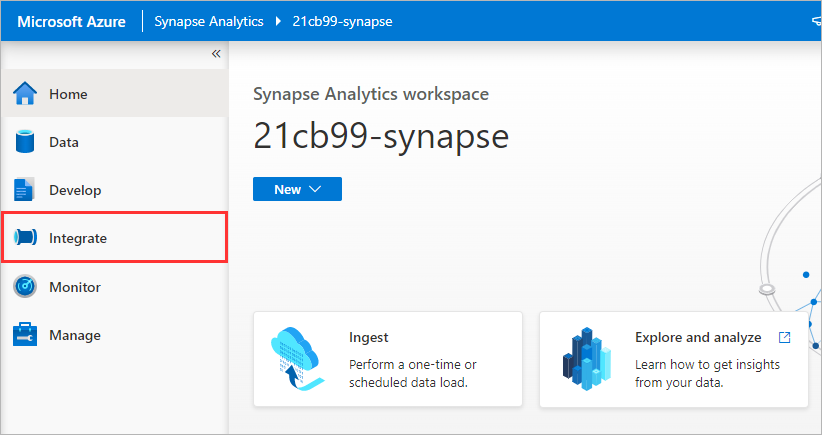 Microsoft Azure
Synapse Analytics
21cb99-synapse
«
Home
Data
Develop
Integrate
Monitor
Manage
Synapse Analytics workspace
21cb99-synapse
New
Ingest
Perform a one-time or
scheduled data load.
Explore and analyze
Learn how to get insights
from your data.